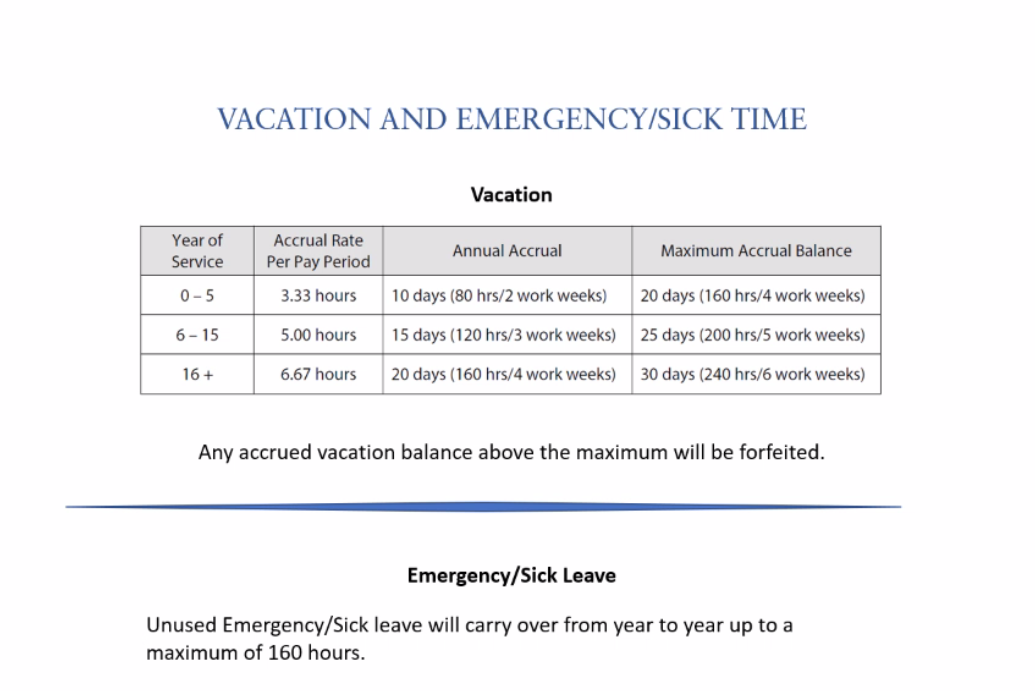 VACATION AND EMERGENCY/SICK TIME
Vacation
Year of Service Accrual Rate Per Pay Period Annual Accrual Maximum Accrual Balance
0 – 5 3.33 hours 10 days (80 hrs/2 work weeks) 20 days (160 hrs/4 work weeks)
6 – 15 5.00 hours 15 days (120 hrs/3 work weeks) 25 days (200 hrs/5 work weeks)
16 + 6.67 hours 20 days (160 hrs/4 work weeks) 30 days (240 hrs/6 work weeks)
Any accrued vacation balance above the maximum will be forfeited.
Emergency/Sick Leave
Unused Emergency/Sick leave will carry over from year to year up to a
maximum of 160 hours.